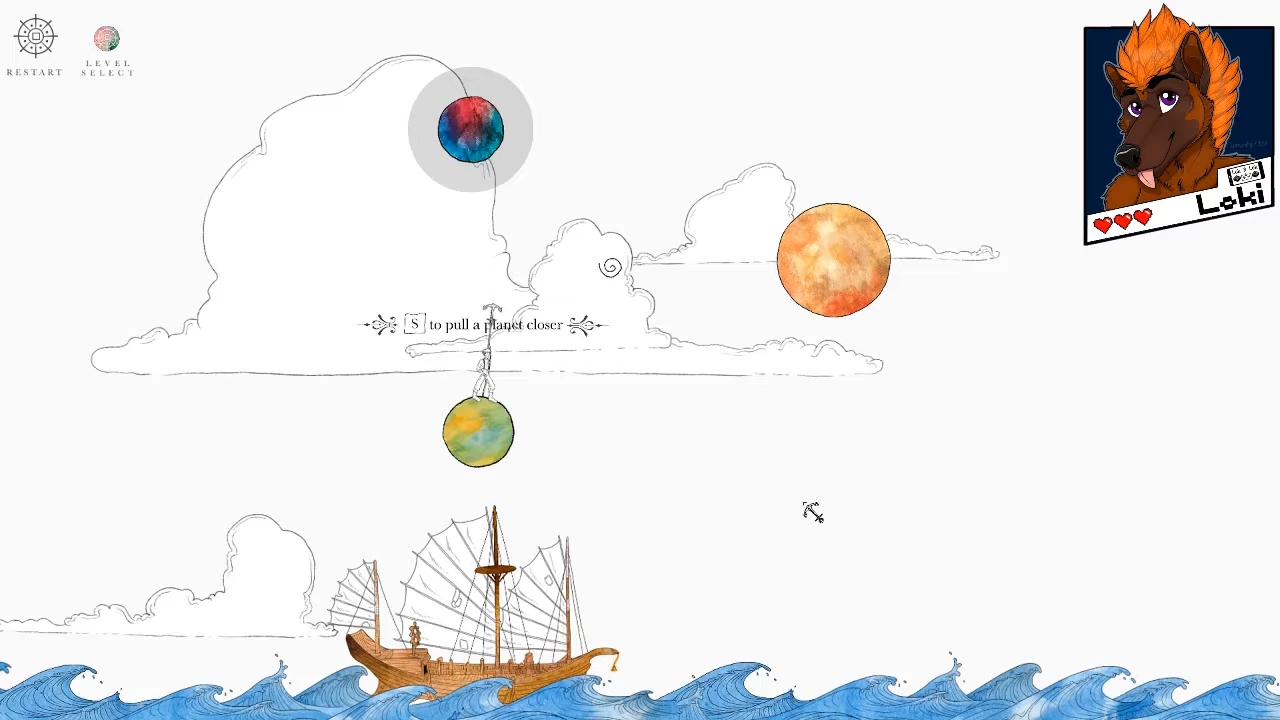 RESTART
LEVEL
SELECT
S to pull a planet closer
Loki